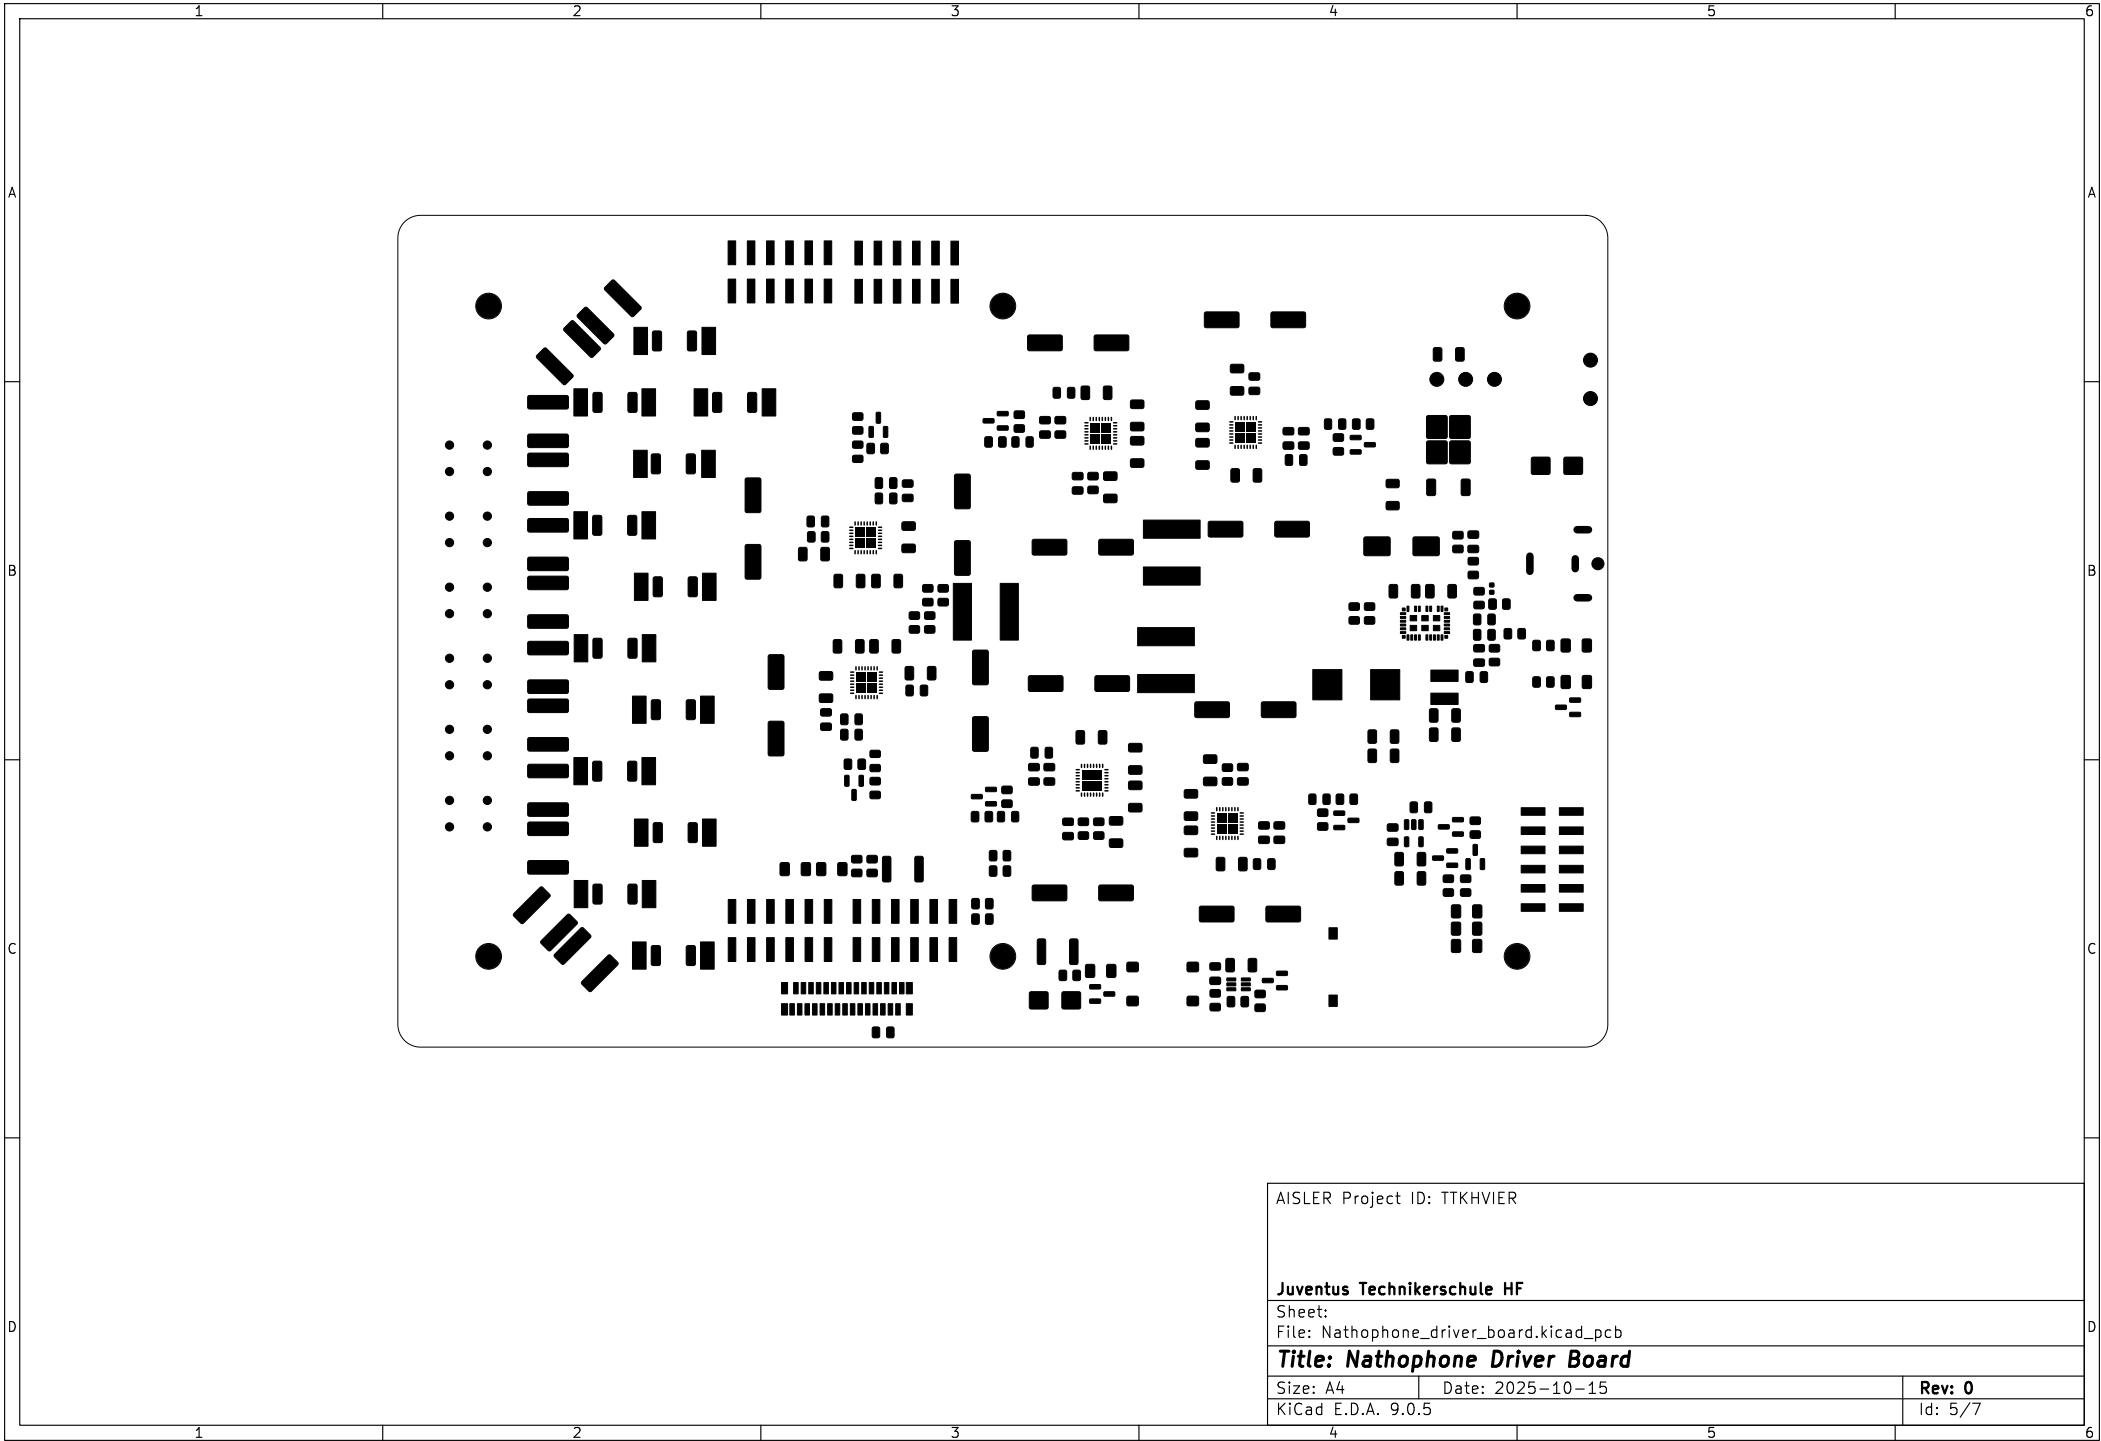 1 2 3 4 5 6
A A
B B
C C
AISLER Project ID: TTKHVIER
Juventus Technikerschule HF
Sheet:
D D
File: Nathophone_driver_board.kicad_pcb
Title: Nathophone Driver Board
Size: A4 Date: 2025-10-15 Rev: 0
KiCad E.D.A. 9.0.5 Id: 5/7
1 2 3 4 5 6